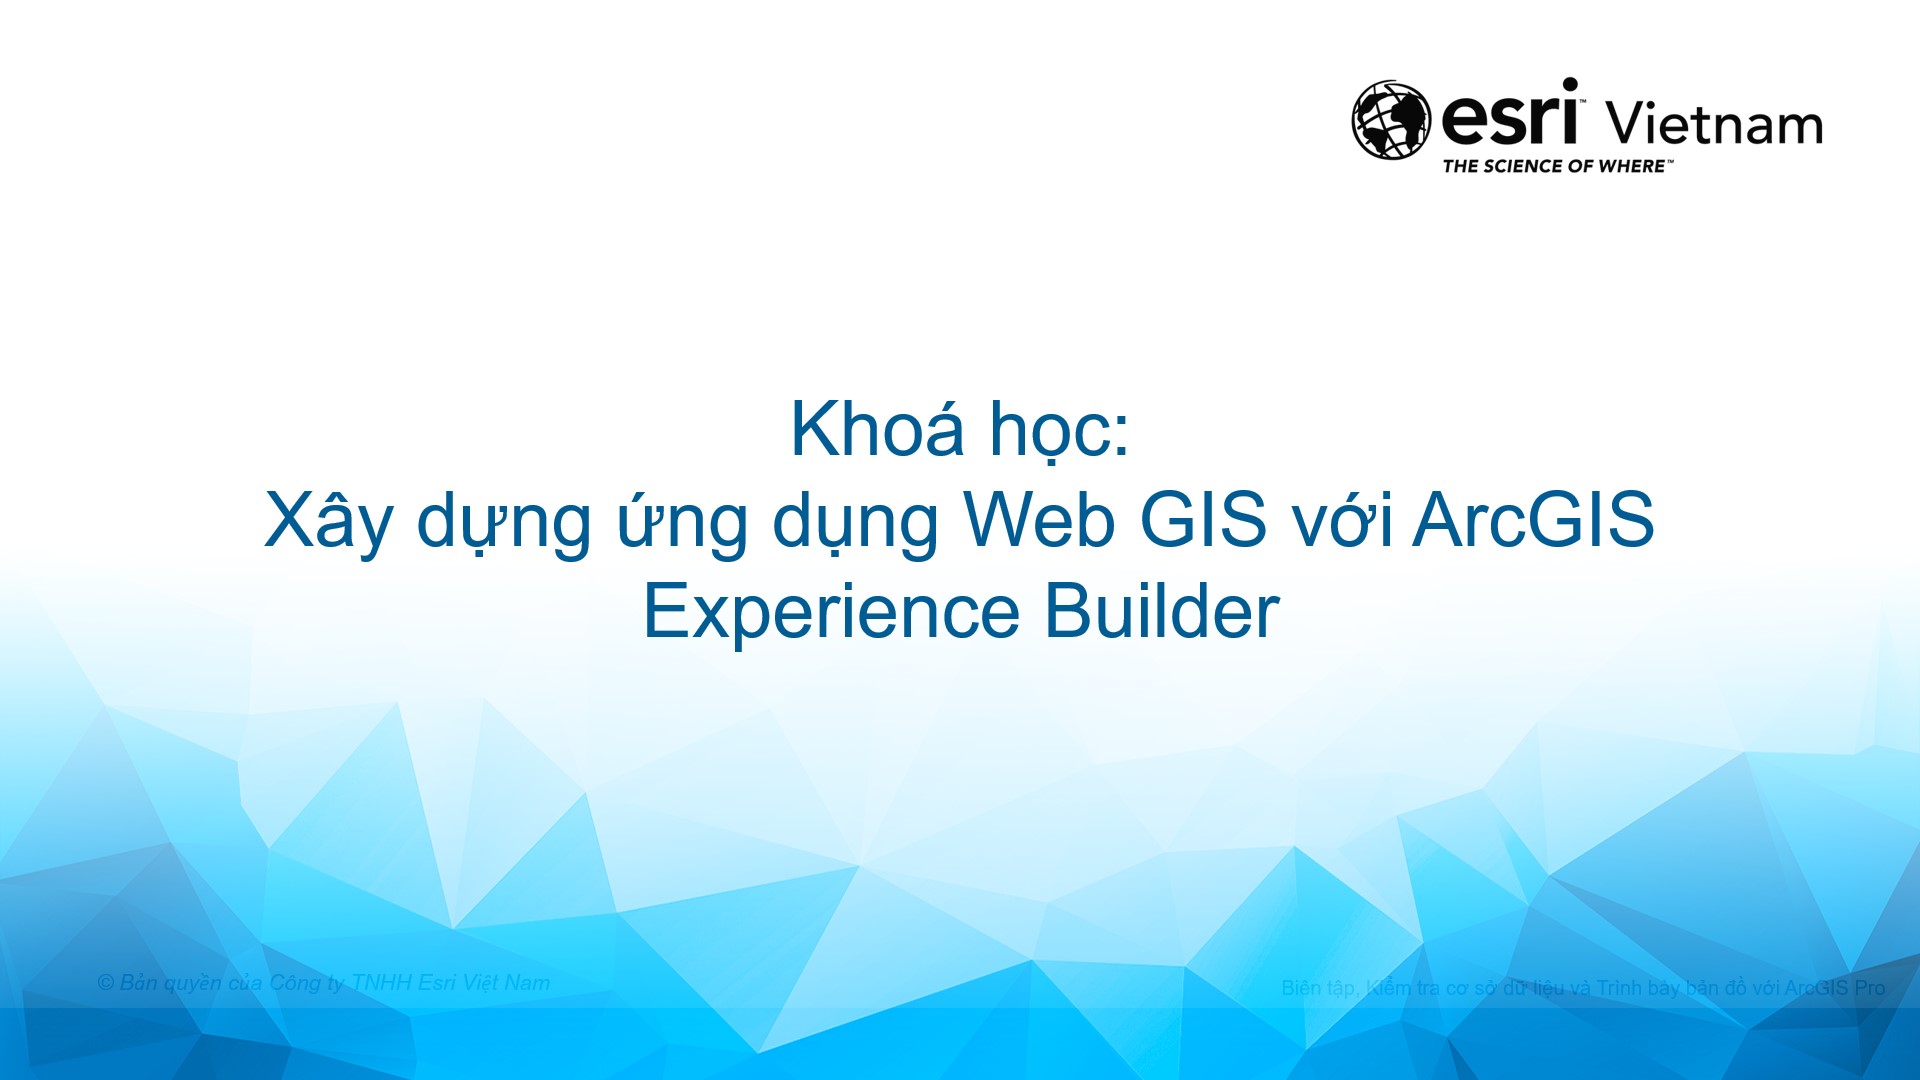 esri™ Vietnam
THE SCIENCE OF WHERE™
Khoá học:
Xây dựng ứng dụng Web GIS với ArcGIS
Experience Builder
© Bản quyền của Công ty TNHH Esri Việt Nam
Biên tập, Kiểm tra cơ sở dữ liệu và Trình bày bản đồ với ArcGIS Pro